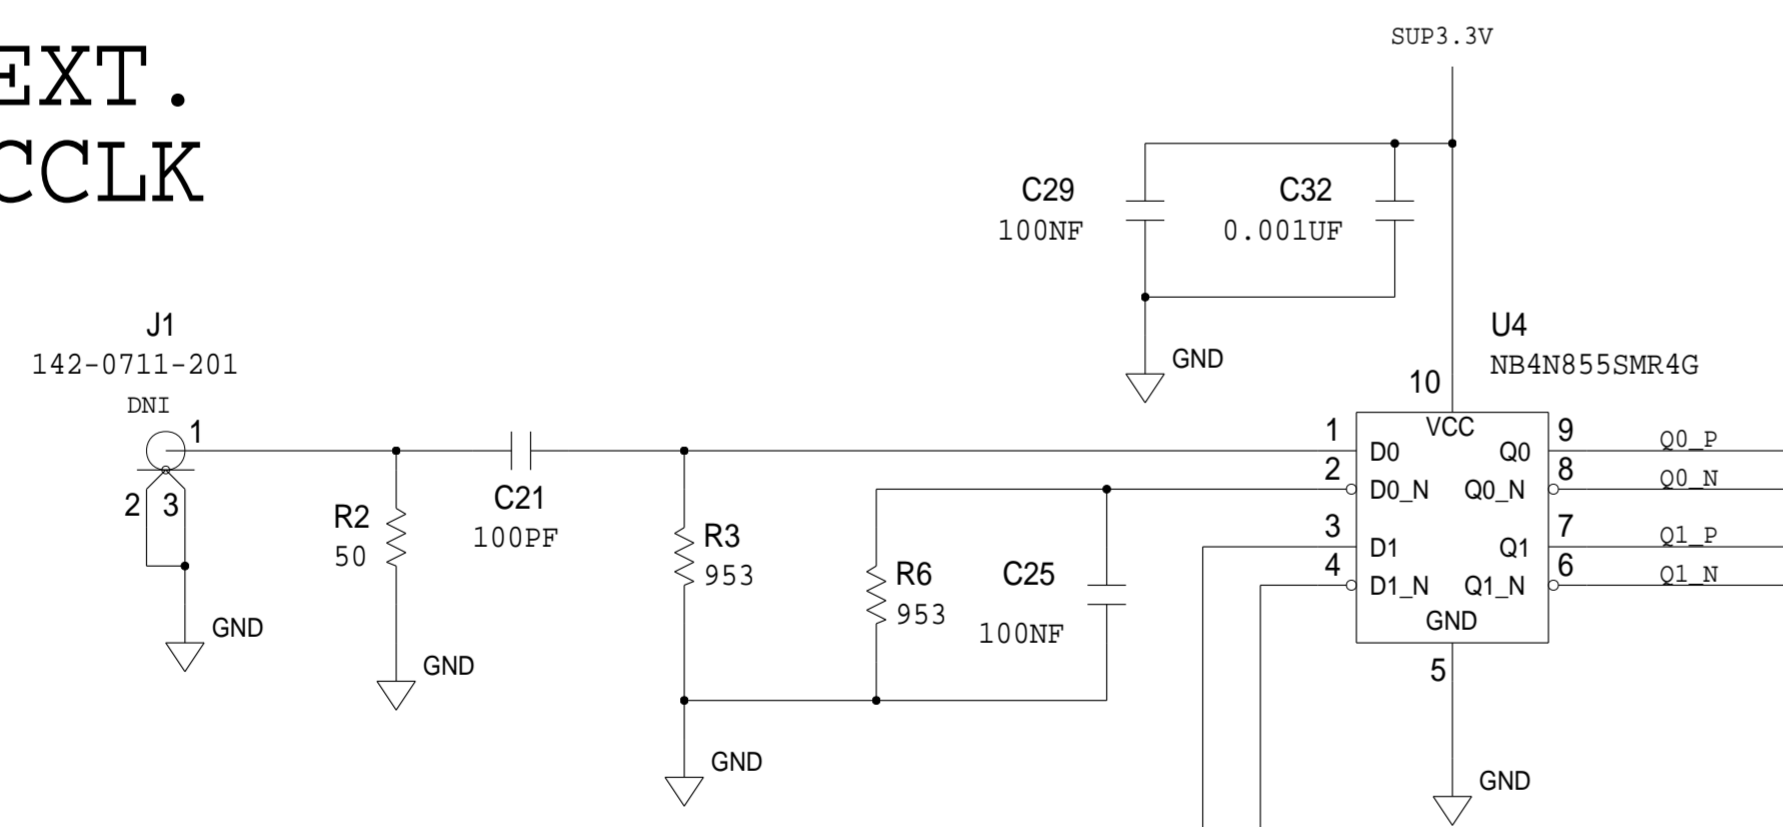 EXT.
CCLK
SUP3.3V
C29
100NF
C32
0.001UF
GND
J1
142-0711-201
DNI
1
2 3
GND
R2
50
GND
C21
100PF
R3
953
R6
953
C25
100NF
GND
U4
NB4N855SMR4G
10
VCC
1 D0 Q0 9 Q0_P
2 D0_N Q0_N 8 Q0_N
3 D1 Q1 7 Q1_P
4 D1_N Q1_N 6 Q1_N
GND
5
GND